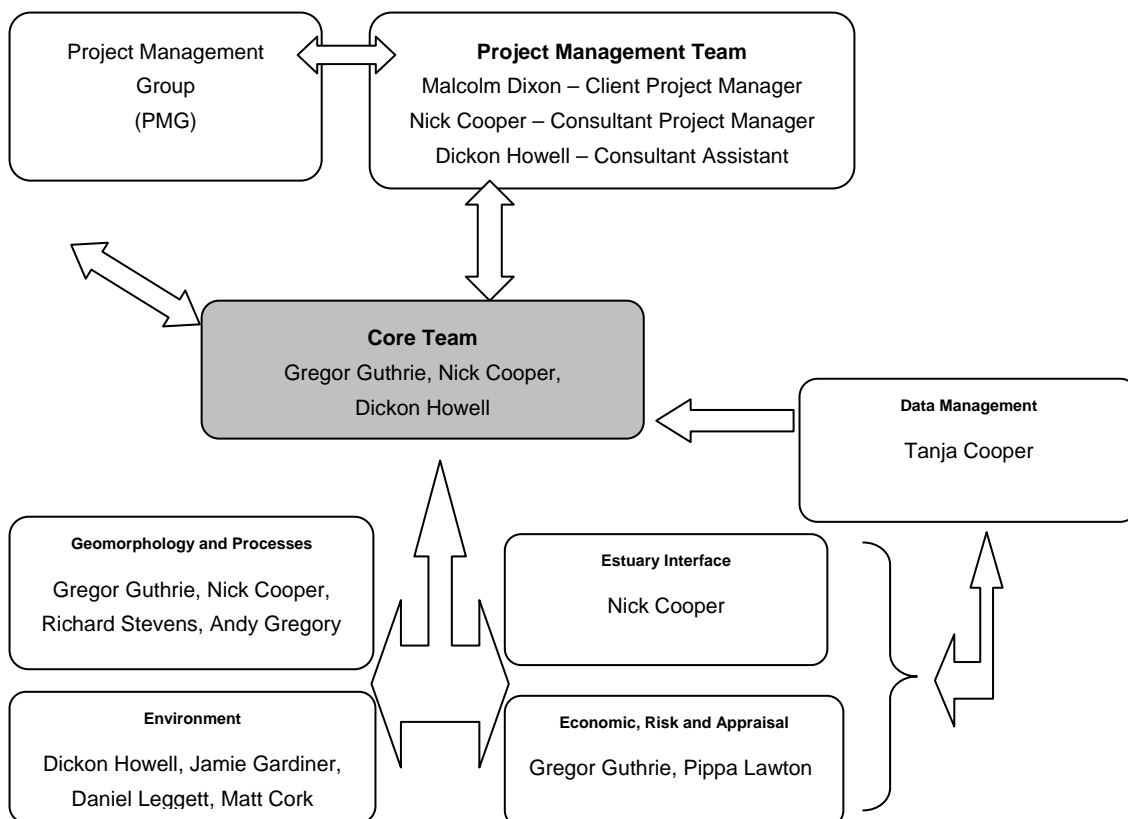 Project Management
Group
(PMG)
Project Management Team
Malcolm Dixon – Client Project Manager
Nick Cooper – Consultant Project Manager
Dickon Howell – Consultant Assistant
Core Team
Gregor Guthrie, Nick Cooper,
Dickon Howell
Data Management
Tanja Cooper
Geomorphology and Processes
Gregor Guthrie, Nick Cooper,
Richard Stevens, Andy Gregory
Estuary Interface
Nick Cooper
Environment
Dickon Howell, Jamie Gardiner,
Daniel Leggett, Matt Cork
Economic, Risk and Appraisal
Gregor Guthrie, Pippa Lawton